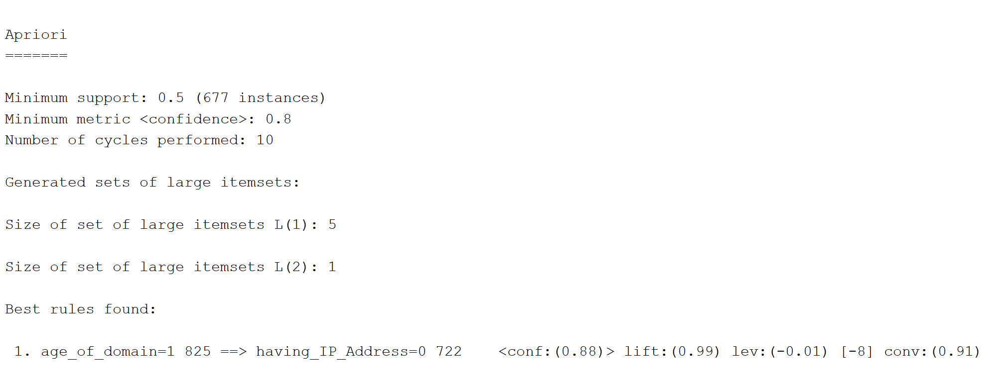 Apriori
=======
Minimum support: 0.5 (677 instances)
Minimum metric <confidence>: 0.8
Number of cycles performed: 10
Generated sets of large itemsets:
Size of set of large itemsets L(1): 5
Size of set of large itemsets L(2): 1
Best rules found:
1. age_of_domain=1 825 ==> having_IP_Address=0 722    <conf:(0.88)> lift:(0.99) lev:(-0.01) [-8] conv:(0.91)